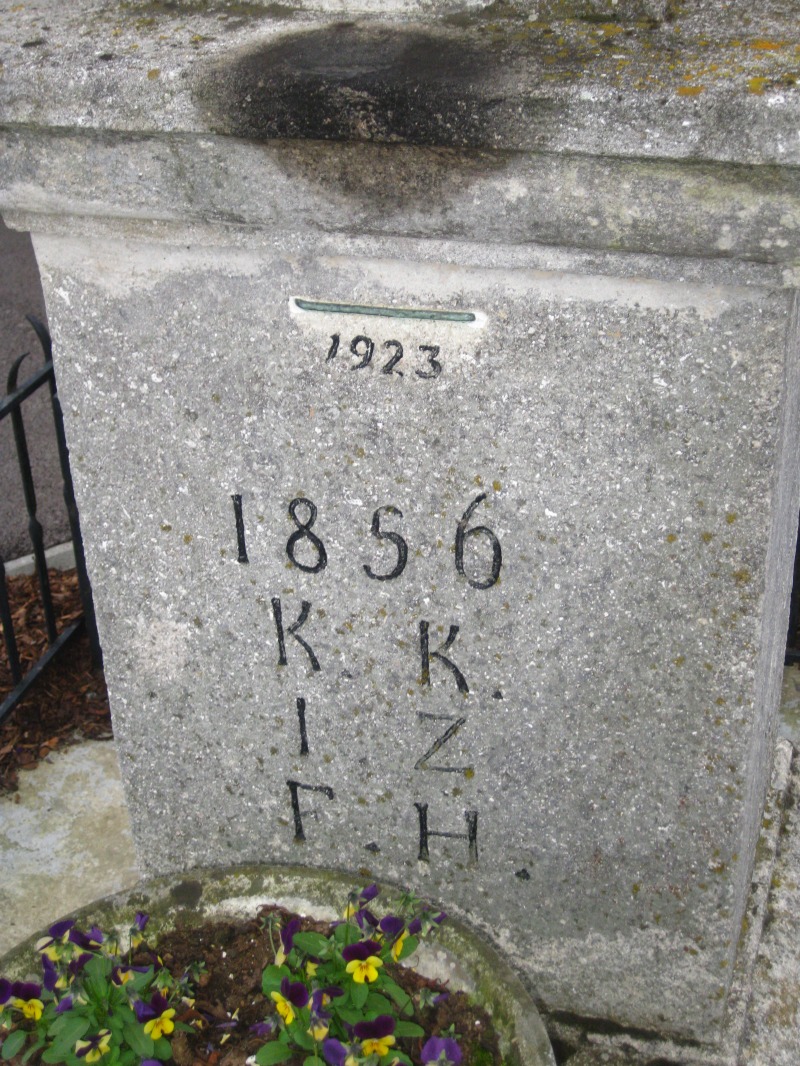 1923
1856
K. K.
I Z
F. H.